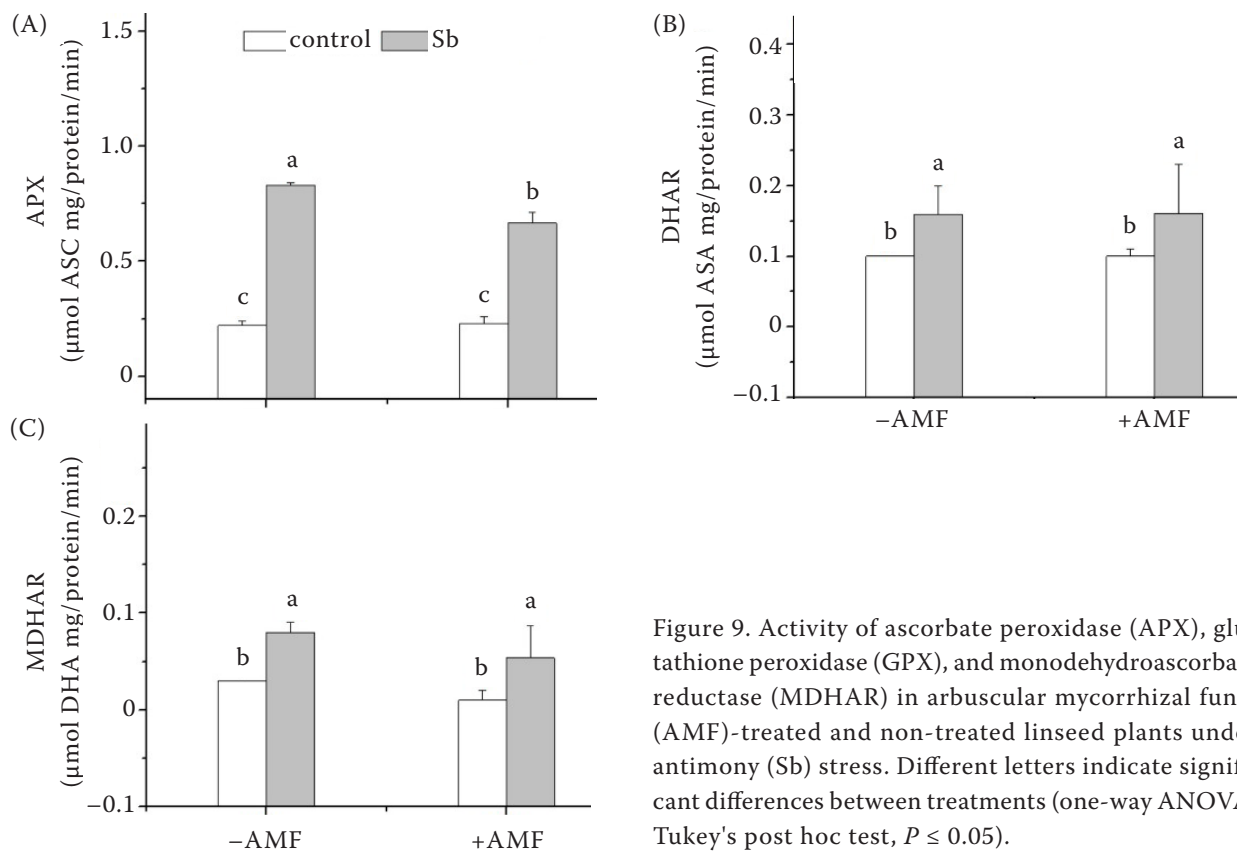 (A)
1.5
1.0
0.5
0
APX
(μmol ASC mg/protein/min)
control
Sb
c
a
c
b
(B)
0.4
0.3
0.2
0.1
0
−0.1
DHAR
(μmol ASA mg/protein/min)
b
a
b
a
−AMF
+AMF
(C)
0.2
0.1
0
−0.1
MDHAR
(μmol DHA mg/protein/min)
b
a
b
a
−AMF
+AMF
Figure 9. Activity of ascorbate peroxidase (APX), glu
tathione peroxidase (GPX), and monodehydroascorba
reductase (MDHAR) in arbuscular mycorrhizal fun
(AMF)-treated and non-treated linseed plants unde
antimony (Sb) stress. Different letters indicate signif
cant differences between treatments (one-way ANOVA
Tukey's post hoc test, P ≤ 0.05).